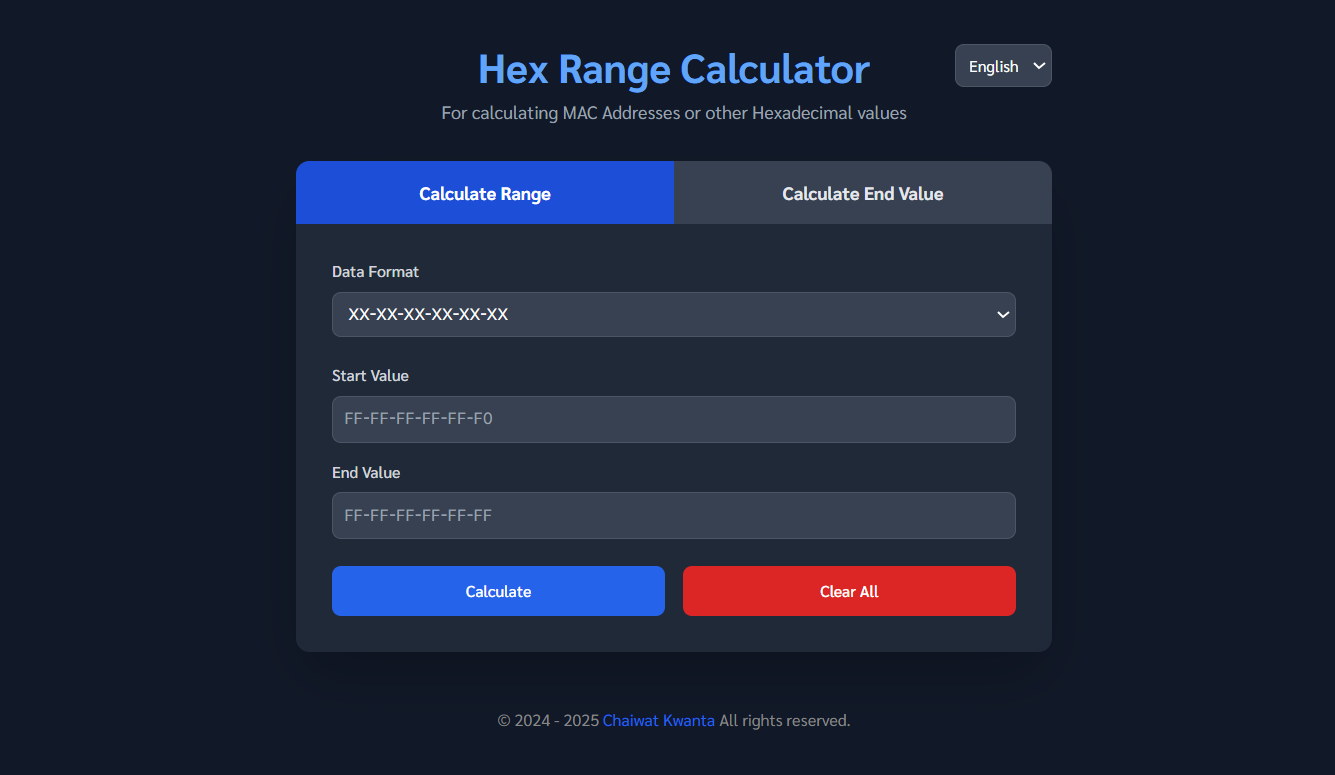 Hex Range Calculator
English
For calculating MAC Addresses or other Hexadecimal values
Calculate Range
Calculate End Value
Data Format
XX-XX-XX-XX-XX-XX
Start Value
FF-FF-FF-FF-FF-F0
End Value
FF-FF-FF-FF-FF-FF
Calculate
Clear All
© 2024 - 2025 Chaiwat Kwanta All rights reserved.